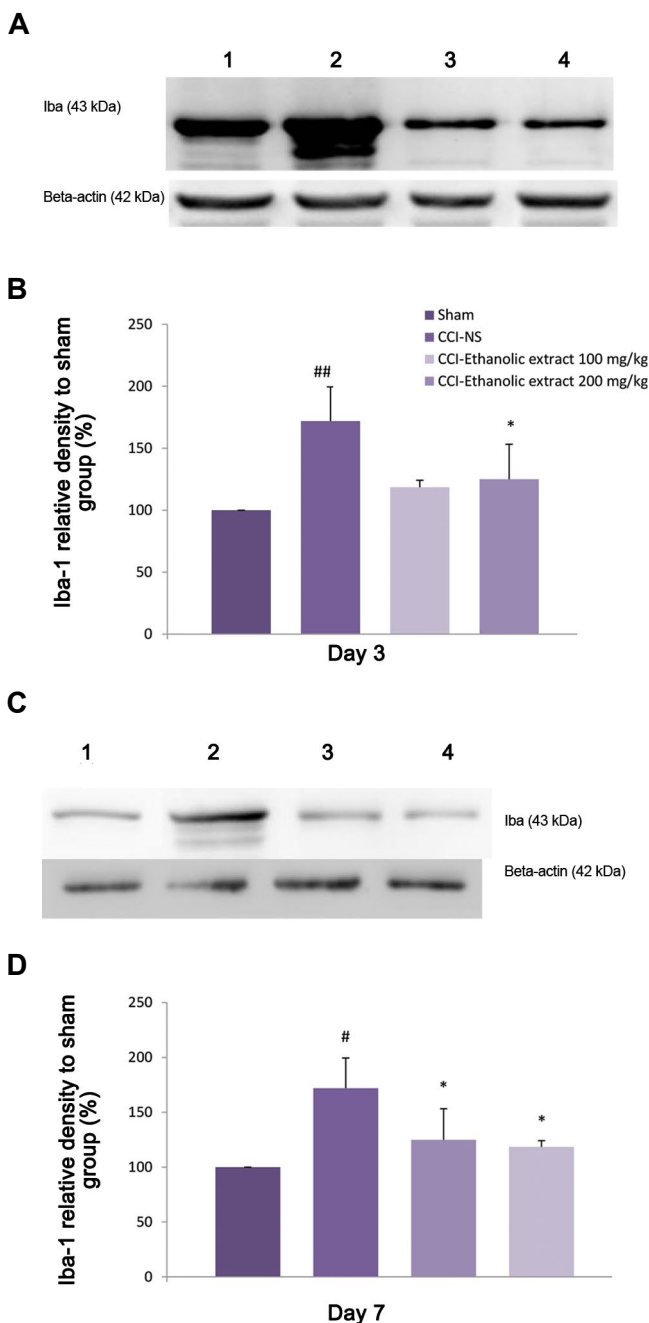 A
1 2 3 4
Iba (43 kDa)
Beta-actin (42 kDa)
B
Iba-1 relative density to sham
group (%)
250
200
150
100
50
0
##
*
Sham
CCI-NS
CCI-Ethanolic extract 100 mg/kg
CCI-Ethanolic extract 200 mg/kg
Day 3
C
1 2 3 4
Iba (43 kDa)
Beta-actin (42 kDa)
D
Iba-1 relative density to sham
group (%)
250
200
150
100
50
0
#
*
*
Day 7